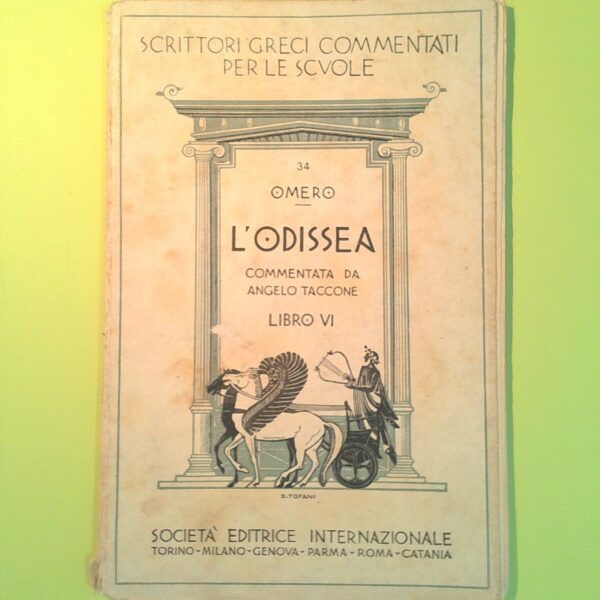 SCRITTORI GRECI COMMENTATI
PER LE SCVOLE
34
OMERO
L'ODISSEA
COMMENTATA DA
ANGELO TACCONE
LIBRO VI
D. TOFANI
SOCIETÀ EDITRICE INTERNAZIONALE
TORINO-MILANO-GENOVA-PARMA-ROMA-CATANIA